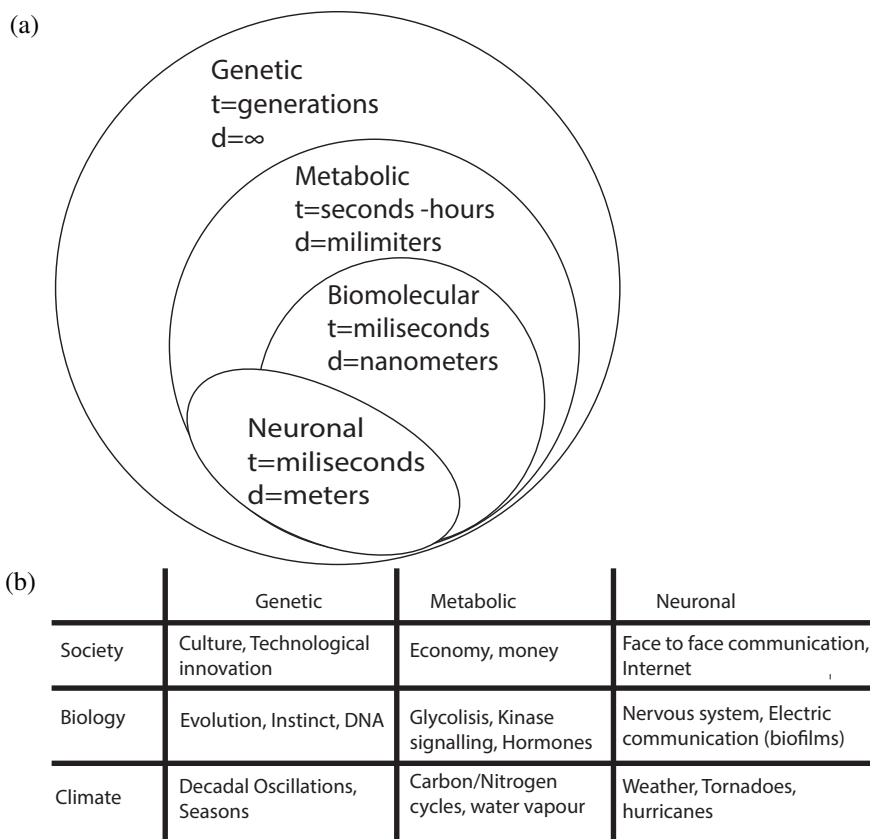 (a)
Genetic
t=generations
d=∞
Metabolic
t=seconds -hours
d=milimiters
Biomolecular
t=miliseconds
d=nanometers
Neuronal
t=miliseconds
d=meters
(b)
Genetic Metabolic Neuronal
Society
Culture, Technological
innovation
Economy, money
Face to face communication,
Internet
Biology
Evolution, Instinct, DNA
Glycolisis, Kinase
signalling, Hormones
Nervous system, Electric
communication (biofilms)
Climate
Decadal Oscillations,
Seasons
Carbon/Nitrogen
cycles, water vapour
Weather, Tornadoes,
hurricanes